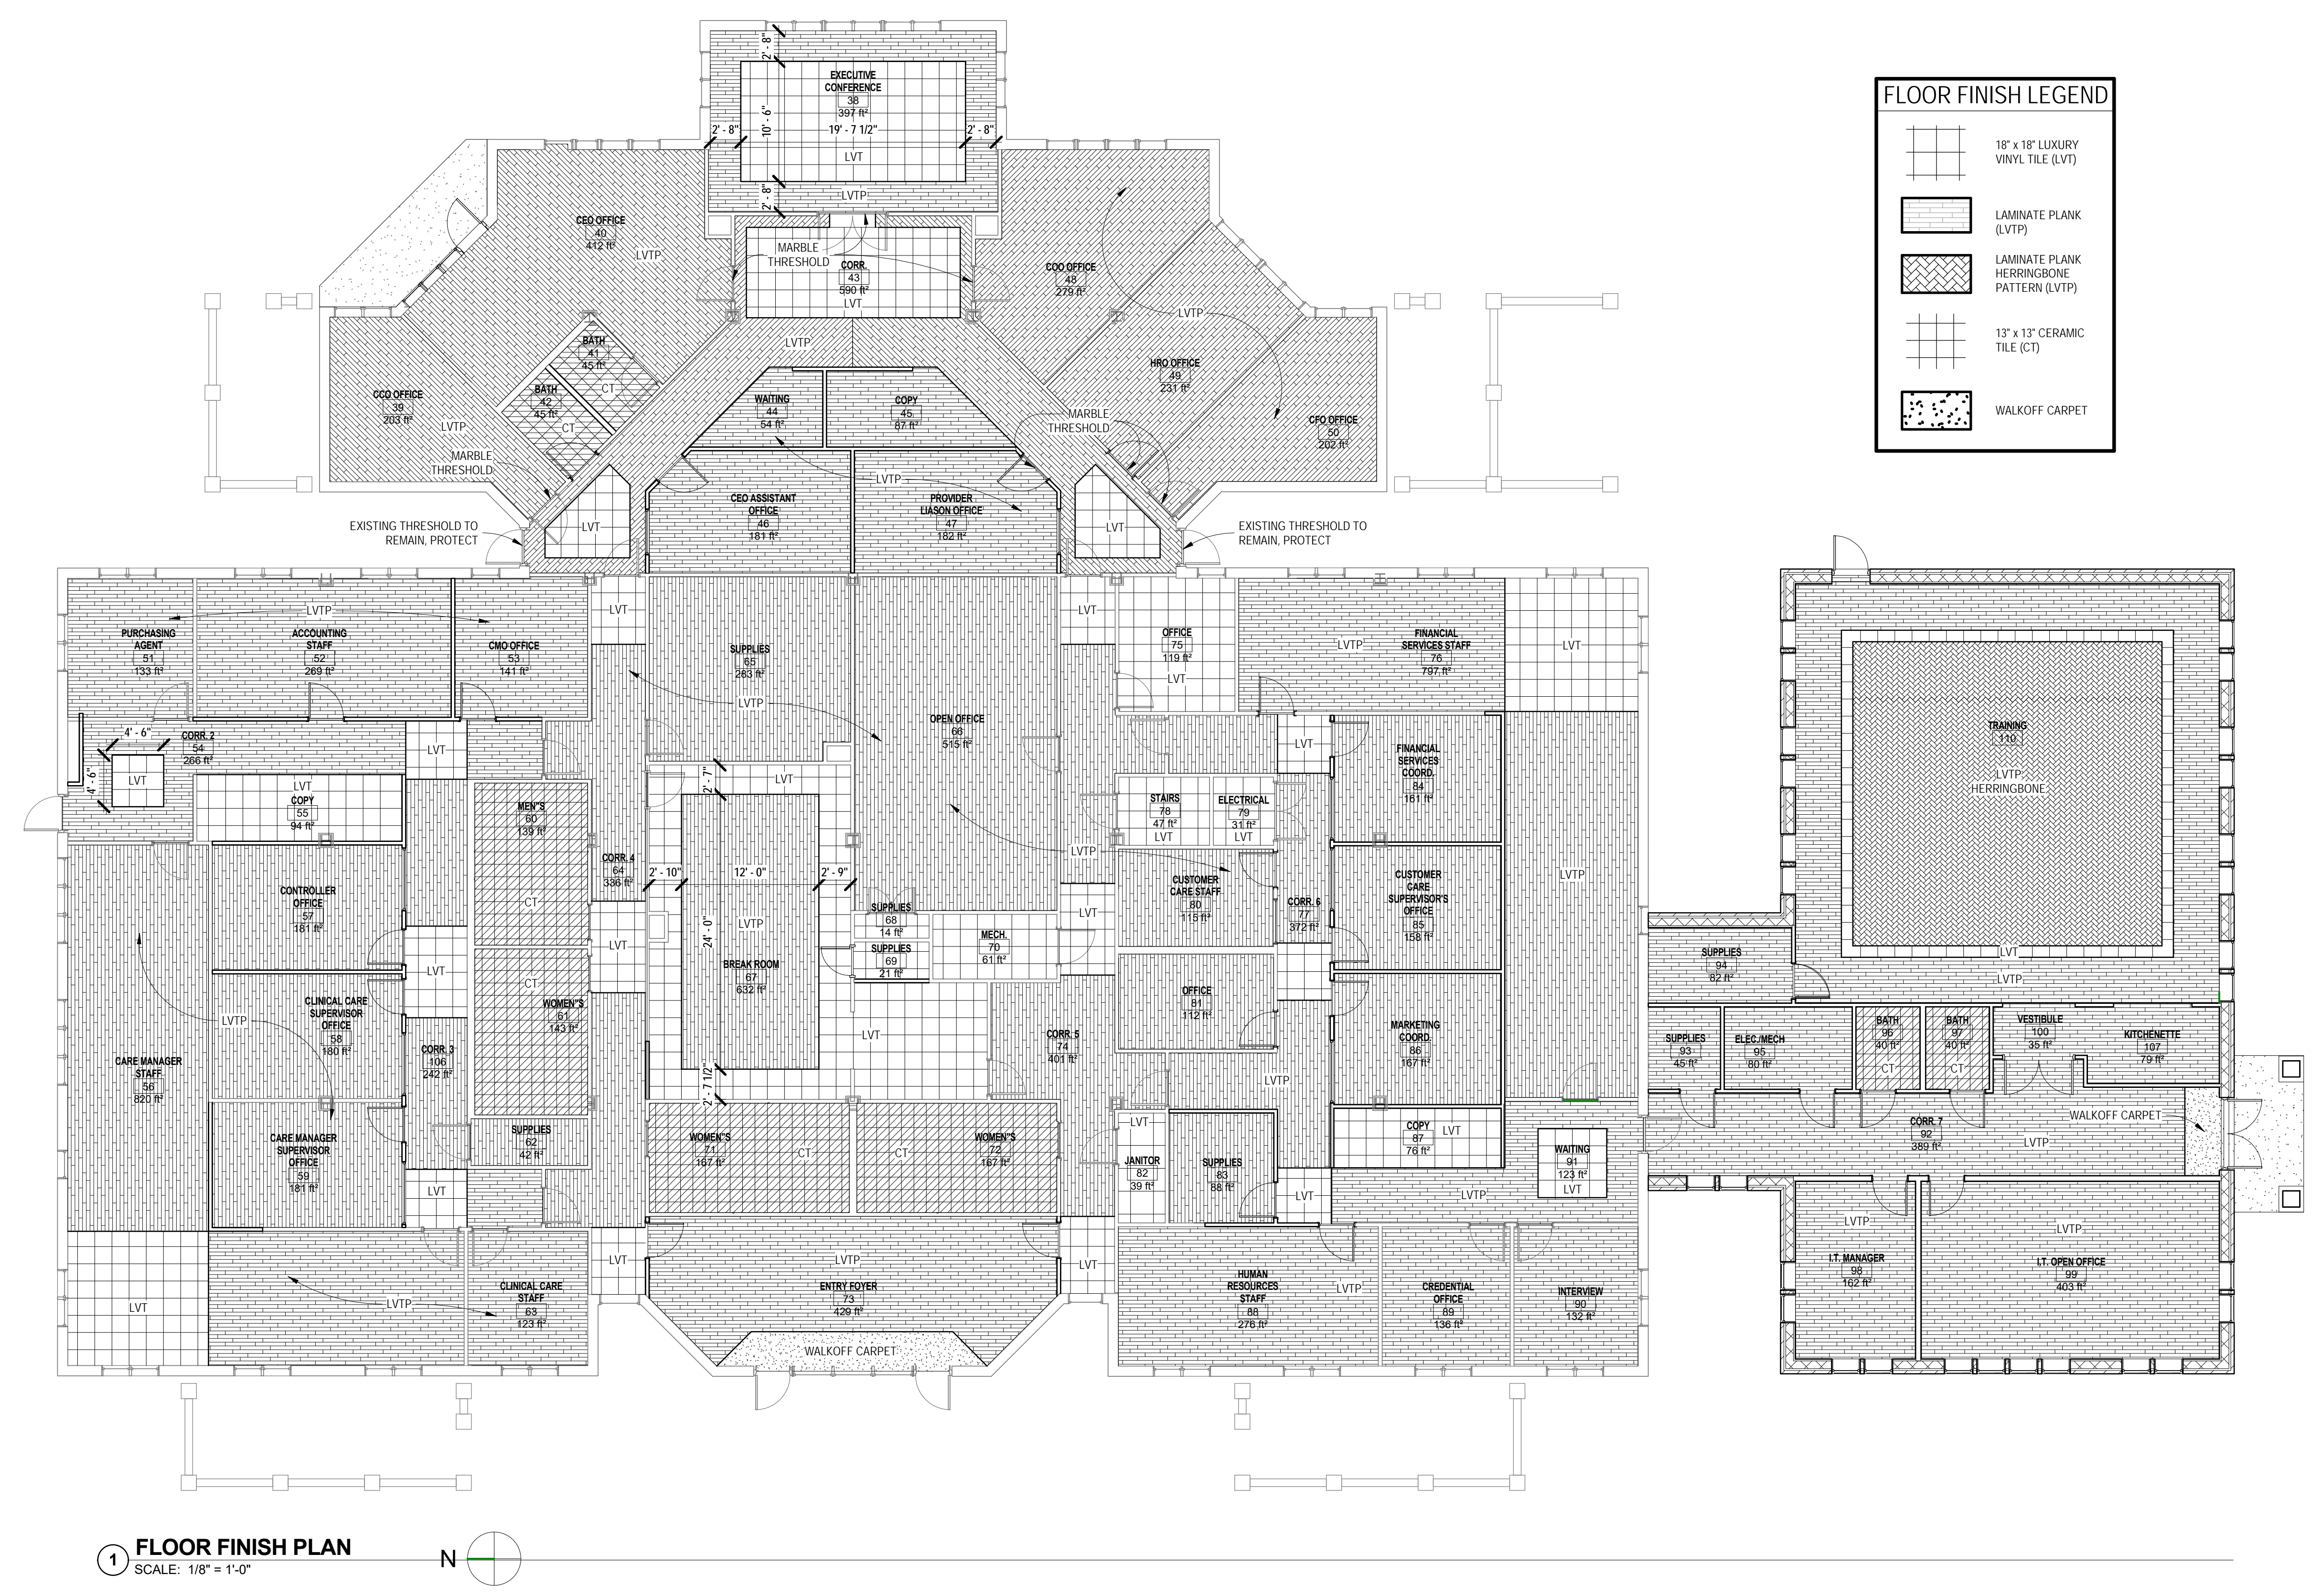 2' - 8"
EXECUTIVE
CONFERENCE
38
397 ft²
10' - 6"
2' - 8"
19' - 7 1/2"
2' - 8"
LVT
2' - 8"
LVTP
FLOOR FINISH LEGEND
18" x 18" LUXURY
VINYL TILE (LVT)
LAMINATE PLANK
(LVTP)
LAMINATE PLANK
HERRINGBONE
PATTERN (LVTP)
13" x 13" CERAMIC
TILE (CT)
WALKOFF CARPET
CEO OFFICE
40
412 ft²
LVTP
MARBLE
THRESHOLD
CORR.
43
590 ft²
LVT
COO OFFICE
48
279 ft²
LVTP
LVTP
BATH
41
45 ft²
CT
BATH
42
45 ft²
CT
CCO OFFICE
39
203 ft²
LVTP
WAITING
44
54 ft²
COPY
45
87 ft²
HRO OFFICE
49
231 ft²
CFO OFFICE
50
202 ft²
MARBLE
THRESHOLD
MARBLE
THRESHOLD
LVTP
CEO ASSISTANT
OFFICE
46
181 ft²
PROVIDER
LIASON OFFICE
47
182 ft²
LVT
LVT
EXISTING THRESHOLD TO
REMAIN, PROTECT
EXISTING THRESHOLD TO
REMAIN, PROTECT
LVTP
PURCHASING
AGENT
51
133 ft²
ACCOUNTING
STAFF
52
269 ft²
CMO OFFICE
53
141 ft²
LVT
SUPPLIES
65
283 ft²
LVTP
OPEN OFFICE
66
515 ft²
LVT
OFFICE
75
119 ft²
LVT
LVTP
FINANCIAL
SERVICES STAFF
76
797 ft²
LVT
TRAINING
110
LVTP
HERRINGBONE
LVT
LVTP
4' - 6"
CORR. 2
54
266 ft²
4' - 6"
LVT
LVT
LVT
COPY
55
94 ft²
MEN"S
60
139 ft²
CT
CORR. 4
64
336 ft²
2' - 7"
LVT
2' - 10"
12' - 0"
2' - 9"
24' - 0"
LVTP
BREAK ROOM
67
632 ft²
2' - 7 1/2"
LVT
SUPPLIES
68
14 ft²
SUPPLIES
69
21 ft²
MECH.
70
61 ft²
LVTP
LVT
STAIRS
78
47 ft²
LVT
ELECTRICAL
79
31 ft²
LVT
LVT
FINANCIAL
SERVICES
COORD.
84
161 ft²
CUSTOMER
CARE STAFF
80
115 ft²
CORR. 6
77
372 ft²
CUSTOMER
CARE
SUPERVISOR'S
OFFICE
85
158 ft²
LVTP
CONTROLLER
OFFICE
57
181 ft²
LVT
LVT
CT
WOMEN"S
61
143 ft²
CLINICAL CARE
SUPERVISOR
OFFICE
58
180 ft²
LVTP
CARE MANAGER
STAFF
56
820 ft²
CORR. 3
106
242 ft²
CORR. 5
74
401 ft²
OFFICE
81
112 ft²
MARKETING
COORD.
86
167 ft²
LVTP
SUPPLIES
94
82 ft²
SUPPLIES
93
45 ft²
ELEC./MECH
95
80 ft²
BATH
96
40 ft²
CT
BATH
97
40 ft²
CT
VESTIBULE
100
35 ft²
KITCHENETTE
107
79 ft²
WALKOFF CARPET
CORR. 7
92
389 ft²
LVTP
CARE MANAGER
SUPERVISOR
OFFICE
59
181 ft²
SUPPLIES
62
42 ft²
LVT
WOMEN"S
71
167 ft²
CT
CT
WOMEN"S
72
167 ft²
LVT
JANITOR
82
39 ft²
SUPPLIES
83
88 ft²
LVT
COPY
87
76 ft²
LVT
LVTP
WAITING
91
123 ft²
LVT
LVT
LVTP
CLINICAL CARE
STAFF
63
123 ft²
LVT
LVTP
ENTRY FOYER
73
429 ft²
WALKOFF CARPET
LVT
HUMAN
RESOURCES
STAFF
88
276 ft²
LVTP
CREDENTIAL
OFFICE
89
136 ft²
INTERVIEW
90
132 ft²
LVTP
I.T. MANAGER
98
162 ft²
LVTP
I.T. OPEN OFFICE
99
403 ft²
1
FLOOR FINISH PLAN
SCALE: 1/8" = 1'-0"
N